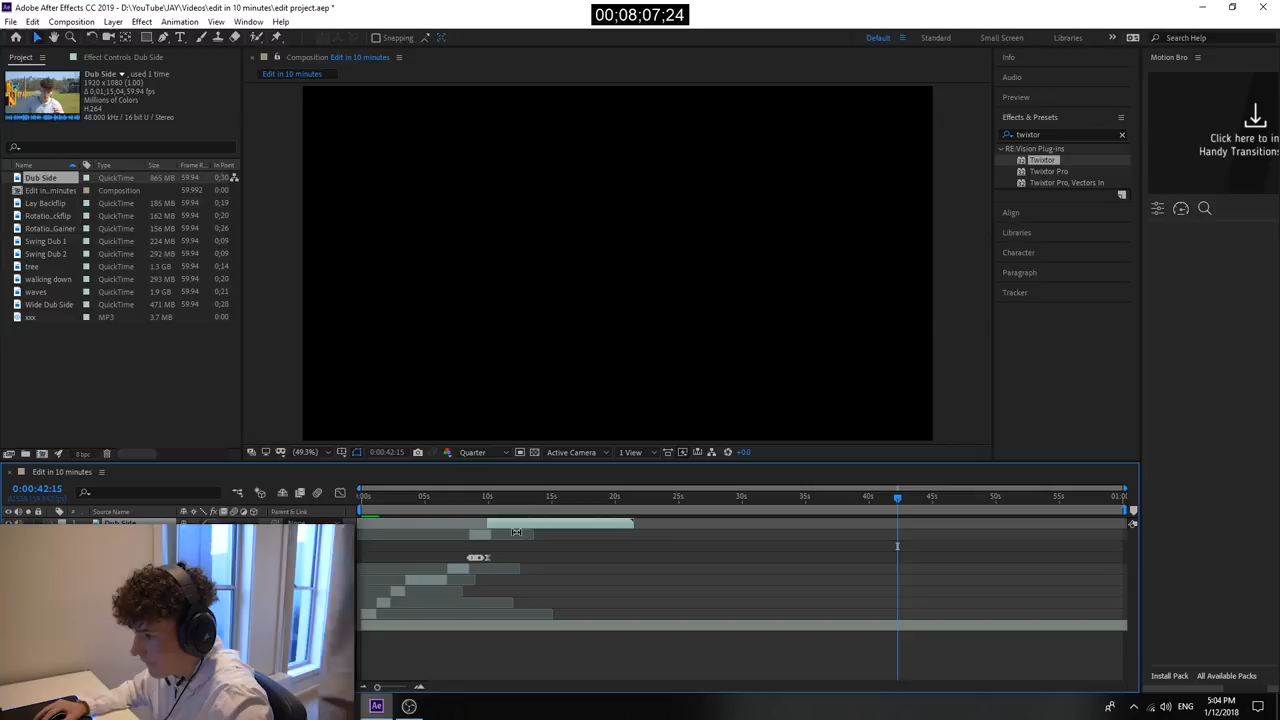 Adobe After Effects CC 2019 - D:\YouTube\JAY\Videos\edit in 10 minutes\edit project.aep *
00:08:07;24
File Edit Composition Layer Effect Animation View Window Help
Snapping
Default Standard Small Screen Libraries Search Help
Project Effect Controls Dub Side
Composition Edit in 10 minutes
Edit in 10 minutes
Dub Side , used 1 time
1920 x 1080 (1.00)
Δ 0;01;15;04, 59.94 fps
Millions of Colors
H.264
48.000 kHz / 16 bit U / Stereo
Name Type Size Frame R... In Point
Dub Side QuickTime 865 MB 59.94 0;30
Edit in...minutes Composition 59.992 0:00
Lay Backflip QuickTime 185 MB 59.94 0;19
Rotatio...ckflip QuickTime 162 MB 59.94 0;20
Rotatio...Gainer QuickTime 156 MB 59.94 0;26
Swing Dub 1 QuickTime 224 MB 59.94 0;09
Swing Dub 2 QuickTime 292 MB 59.94 0;09
tree QuickTime 1.3 GB 59.94 0;14
walking down QuickTime 293 MB 59.94 0;20
waves QuickTime 1.9 GB 59.94 0;21
Wide Dub Side QuickTime 471 MB 59.94 0;28
xxx MP3 3.7 MB 0:00
8 bpc
(49.3%) 0:00:42:15 Quarter Active Camera 1 View +0.0
Info
Audio
Preview
Effects & Presets
twixtor
RE:Vision Plug-ins
Twixtor
Twixtor Pro
Twixtor Pro, Vectors In
Align
Libraries
Character
Paragraph
Tracker
Motion Bro
Click here to in
Handy Transitions
Install Pack All Available Packs
Edit in 10 minutes
0:00:42:15
# Source Name Parent & Link
1 Dub Side None
:00s 05s 10s 15s 20s 25s 30s 35s 40s 45s 50s 55s 01:00
Ae
ENG
5:04 PM
1/12/2018